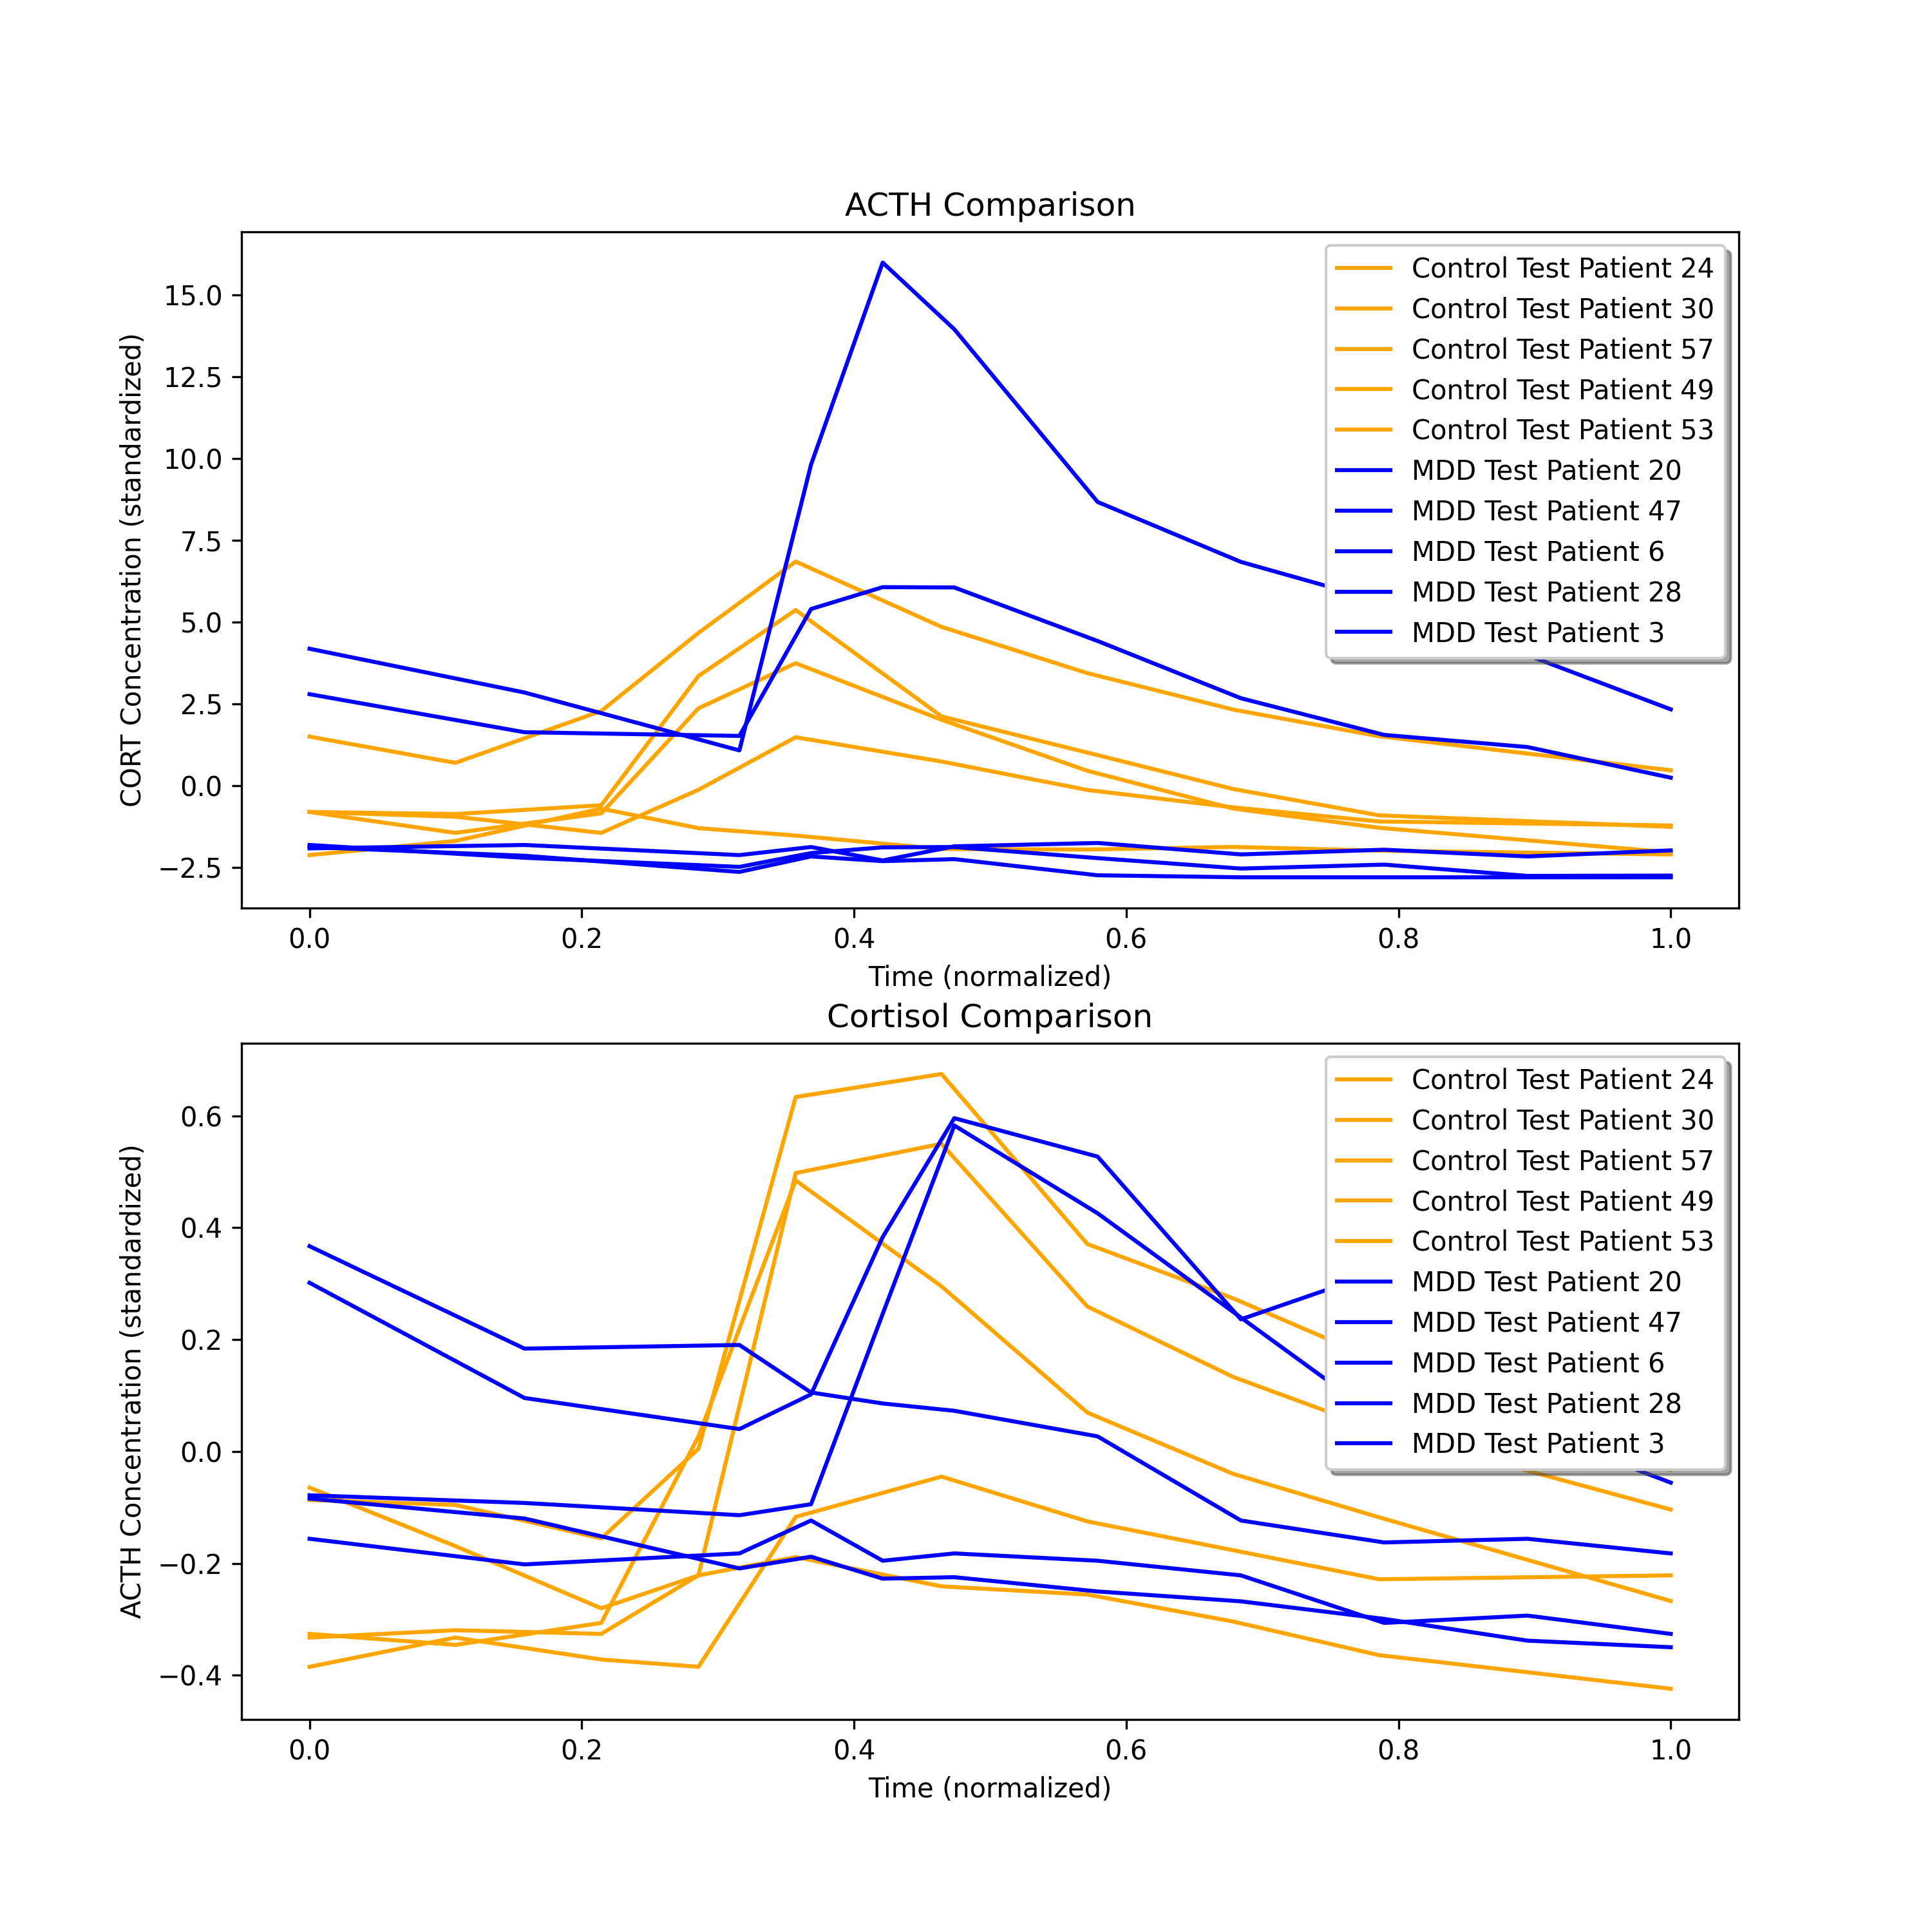 ACTH Comparison
CORT Concentration (standardized)
15.0
12.5
10.0
7.5
5.0
2.5
0.0
−2.5
Control Test Patient 24
Control Test Patient 30
Control Test Patient 57
Control Test Patient 49
Control Test Patient 53
MDD Test Patient 20
MDD Test Patient 47
MDD Test Patient 6
MDD Test Patient 28
MDD Test Patient 3
0.0 0.2 0.4 0.6 0.8 1.0
Time (normalized)
Cortisol Comparison
ACTH Concentration (standardized)
0.6
0.4
0.2
0.0
−0.2
−0.4
Control Test Patient 24
Control Test Patient 30
Control Test Patient 57
Control Test Patient 49
Control Test Patient 53
MDD Test Patient 20
MDD Test Patient 47
MDD Test Patient 6
MDD Test Patient 28
MDD Test Patient 3
0.0 0.2 0.4 0.6 0.8 1.0
Time (normalized)